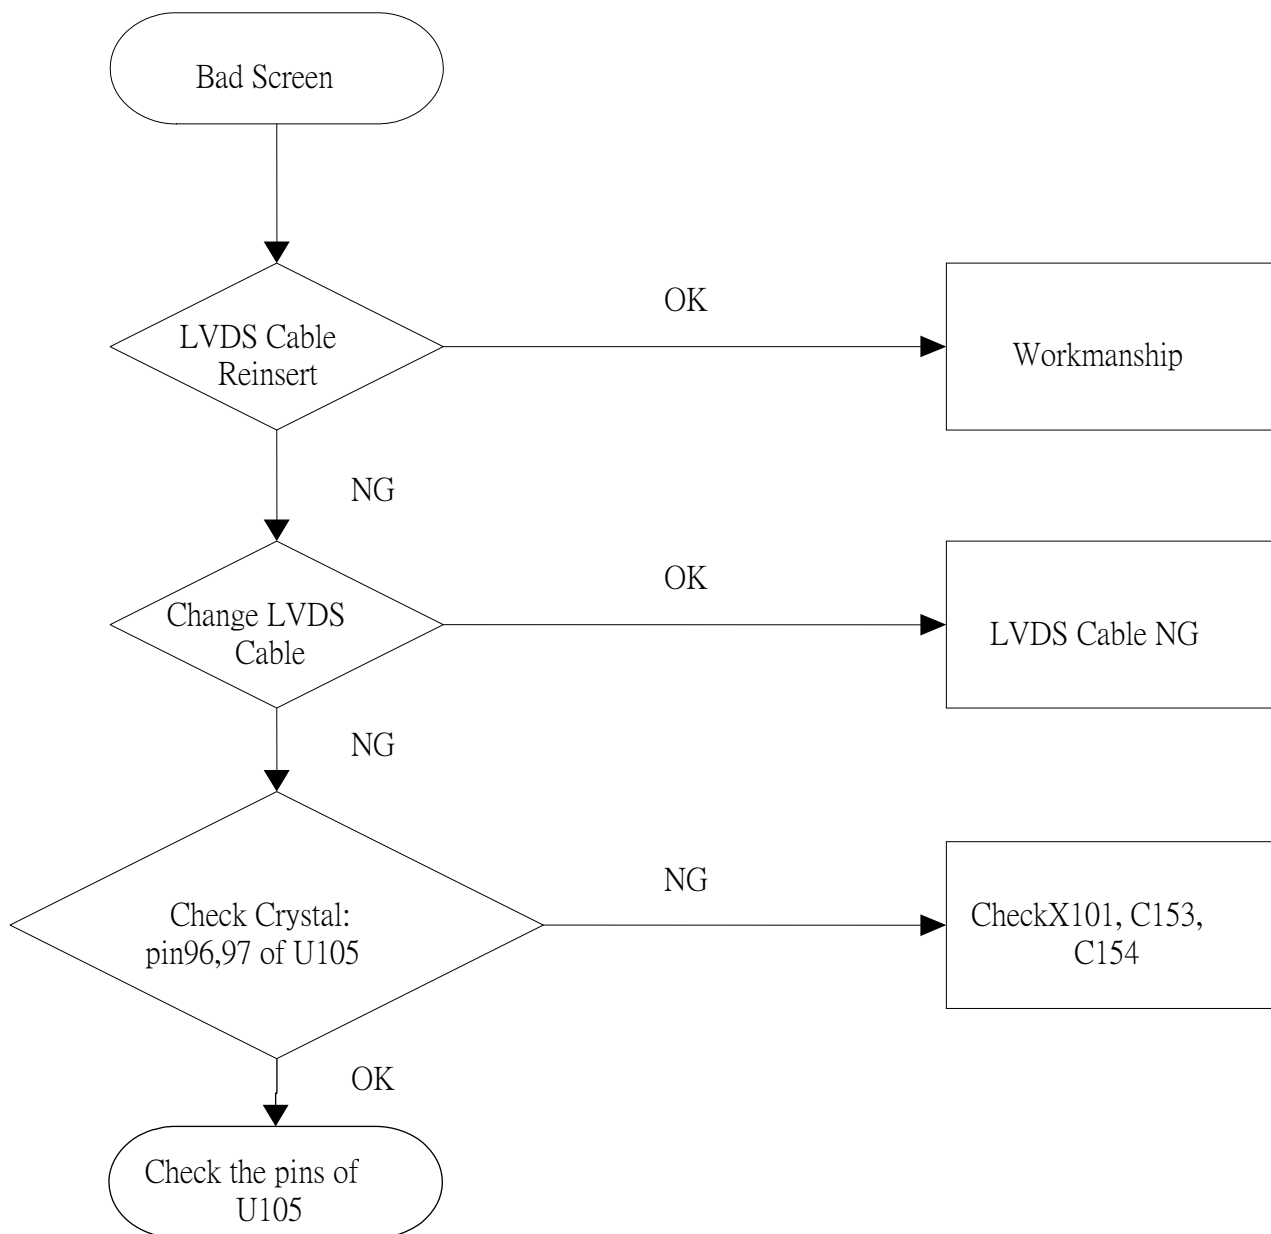 Bad Screen
LVDS Cable
Reinsert
OK
Workmanship
NG
Change LVDS
Cable
OK
LVDS Cable NG
NG
Check Crystal:
pin96,97 of U105
NG
CheckX101, C153,
C154
OK
Check the pins of
U105